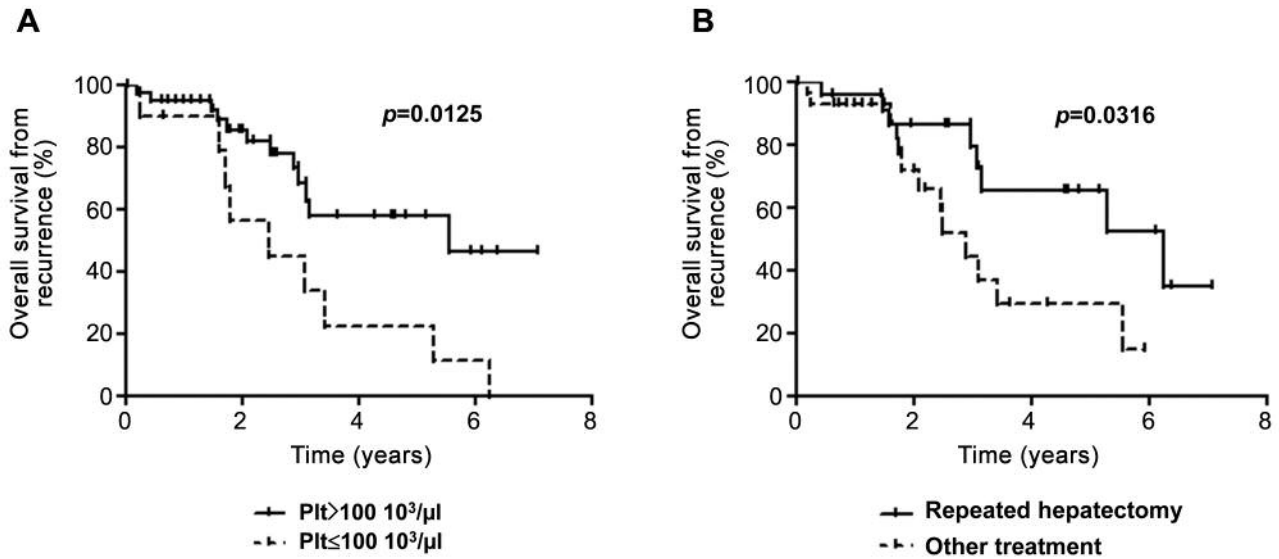 A
Overall survival from
recurrence (%)
100
80
60
40
20
0
p=0.0125
0 2 4 6 8
Time (years)
Plt>100 10³/µl
Plt≤100 10³/µl
B
Overall survival from
recurrence (%)
100
80
60
40
20
0
p=0.0316
0 2 4 6 8
Time (years)
Repeated hepatectomy
Other treatment